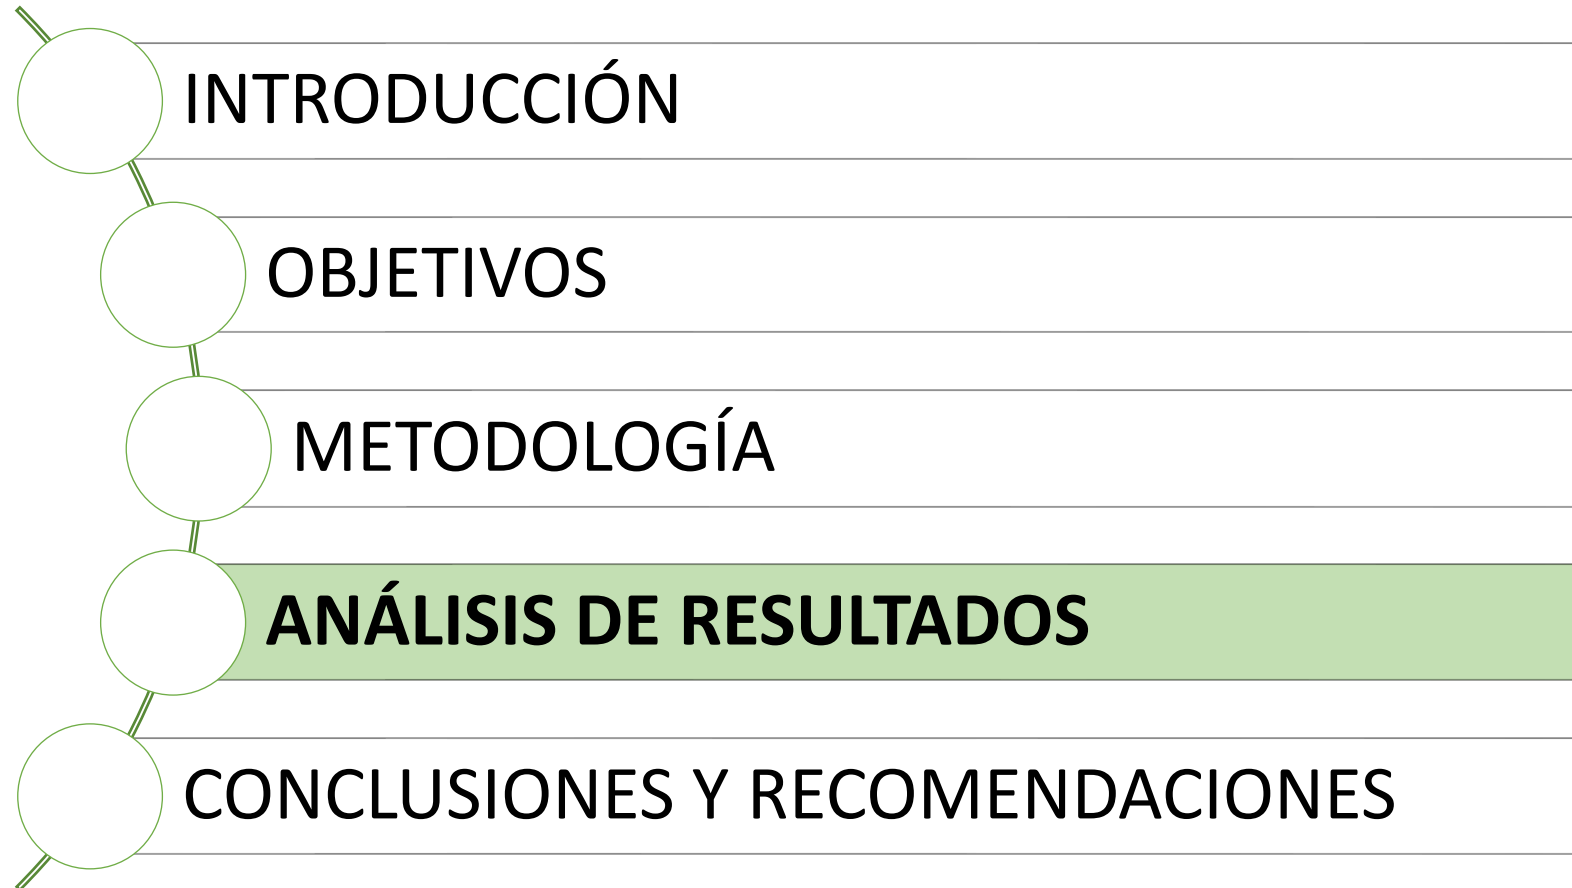 INTRODUCCIÓN
OBJETIVOS
METODOLOGÍA
ANÁLISIS DE RESULTADOS
CONCLUSIONES Y RECOMENDACIONES